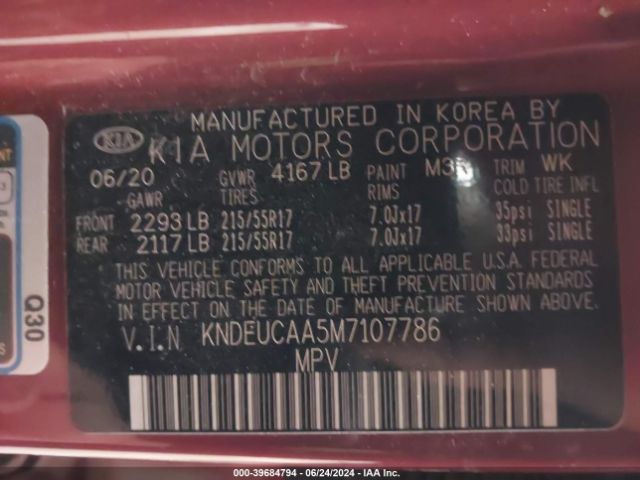 MANUFACTURED IN KOREA BY
KIA KIA MOTORS CORPORATION
06/20 GVWR 4167 LB PAINT TRIM WK
GAWR TIRES RIMS COLD TIRE INFL
FRONT 2293 LB 215/55R17 7.0Jx17 35psi SINGLE
REAR 2117 LB 215/55R17 7.0Jx17 33psi SINGLE
THIS VEHICLE CONFORMS TO ALL APPLICABLE U.S.A. FEDERAL
MOTOR VEHICLE SAFETY AND THEFT PREVENTION STANDARDS
IN EFFECT ON THE DATE OF MANUFACTURE SHOWN ABOVE.
V.I.N KNDEUCAA5M7107786
MPV
Q30
000-39684794 - 06/24/2024 - IAA Inc.